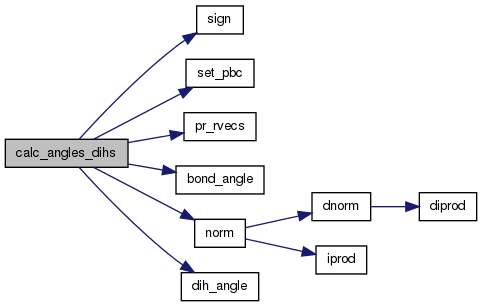 sign
set_pbc
pr_rvecs
calc_angles_dihs
bond_angle
dnorm
diprod
norm
iprod
dih_angle